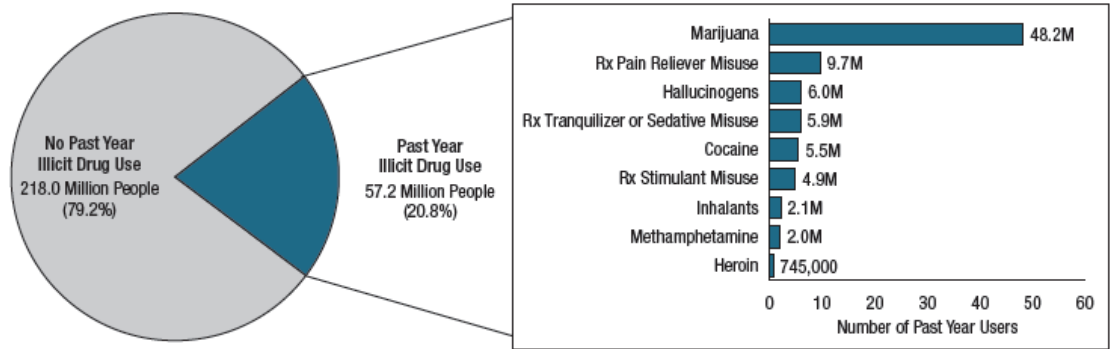 No Past Year
Illicit Drug Use
218.0 Million People
(79.2%)
Past Year
Illicit Drug Use
57.2 Million People
(20.8%)
Marijuana 48.2M
Rx Pain Reliever Misuse 9.7M
Hallucinogens 6.0M
Rx Tranquilizer or Sedative Misuse 5.9M
Cocaine 5.5M
Rx Stimulant Misuse 4.9M
Inhalants 2.1M
Methamphetamine 2.0M
Heroin 745,000
0 10 20 30 40 50 60
Number of Past Year Users